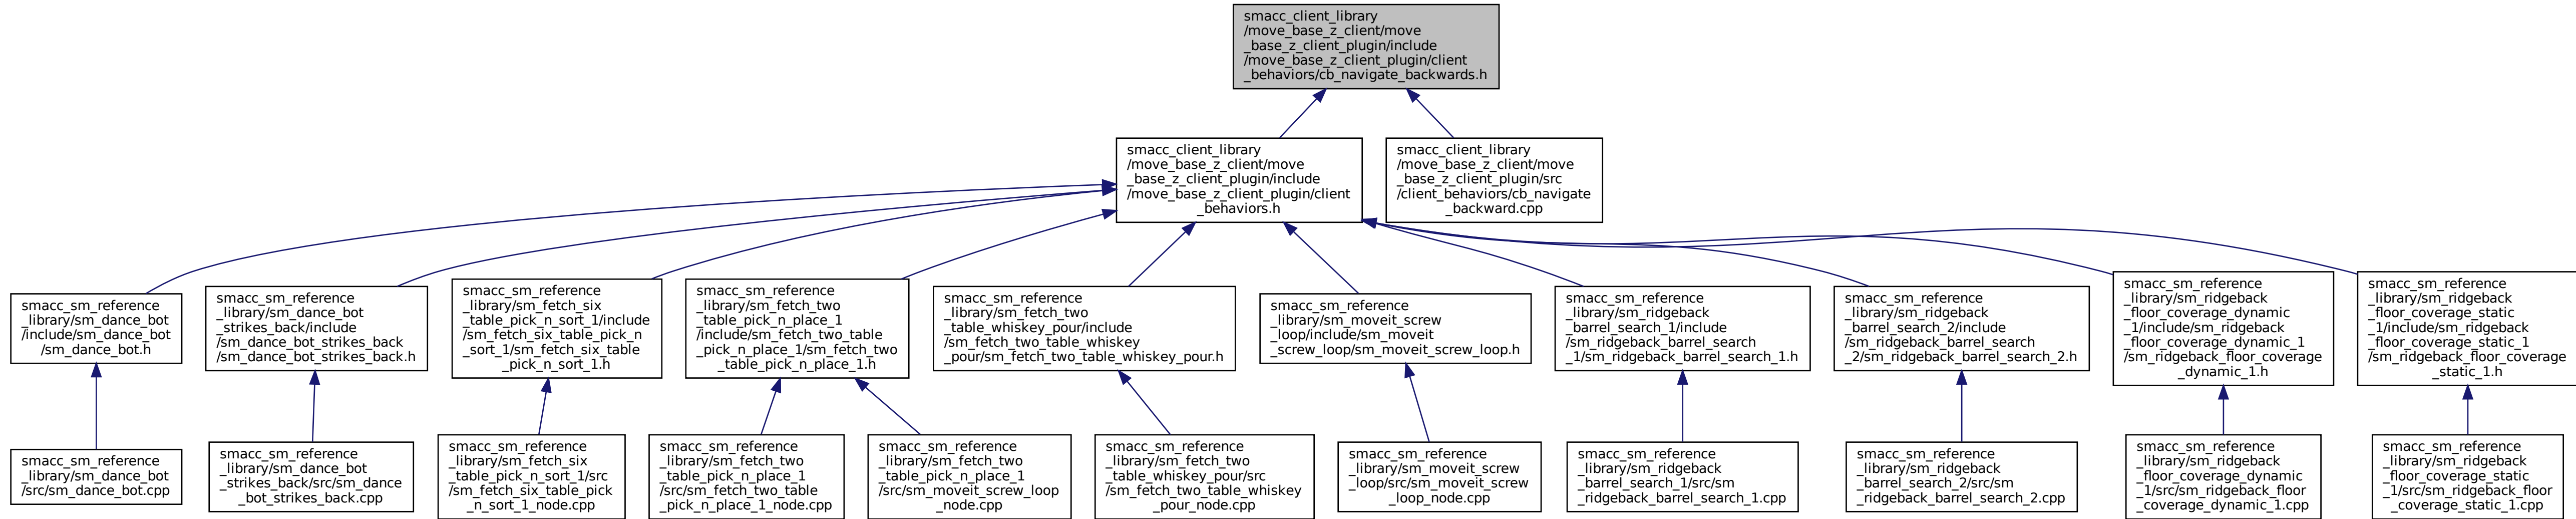 smacc_client_library
/move_base_z_client/move
_base_z_client_plugin/include
/move_base_z_client_plugin/client
_behaviors/cb_navigate_backwards.h
smacc_client_library
/move_base_z_client/move
_base_z_client_plugin/include
/move_base_z_client_plugin/client
_behaviors.h
smacc_client_library
/move_base_z_client/move
_base_z_client_plugin/src
/client_behaviors/cb_navigate
_backward.cpp
smacc_sm_reference
_library/sm_dance_bot
/include/sm_dance_bot
/sm_dance_bot.h
smacc_sm_reference
_library/sm_dance_bot
_strikes_back/include
/sm_dance_bot_strikes_back
/sm_dance_bot_strikes_back.h
smacc_sm_reference
_library/sm_fetch_six
_table_pick_n_sort_1/include
/sm_fetch_six_table_pick_n
_sort_1/sm_fetch_six_table
_pick_n_sort_1.h
smacc_sm_reference
_library/sm_fetch_two
_table_pick_n_place_1
/include/sm_fetch_two_table
_pick_n_place_1/sm_fetch_two
_table_pick_n_place_1.h
smacc_sm_reference
_library/sm_fetch_two
_table_whiskey_pour/include
/sm_fetch_two_table_whiskey
_pour/sm_fetch_two_table_whiskey_pour.h
smacc_sm_reference
_library/sm_moveit_screw
_loop/include/sm_moveit
_screw_loop/sm_moveit_screw_loop.h
smacc_sm_reference
_library/sm_ridgeback
_barrel_search_1/include
/sm_ridgeback_barrel_search
_1/sm_ridgeback_barrel_search_1.h
smacc_sm_reference
_library/sm_ridgeback
_barrel_search_2/include
/sm_ridgeback_barrel_search
_2/sm_ridgeback_barrel_search_2.h
smacc_sm_reference
_library/sm_ridgeback
_floor_coverage_dynamic
_1/include/sm_ridgeback
_floor_coverage_dynamic_1
/sm_ridgeback_floor_coverage
_dynamic_1.h
smacc_sm_reference
_library/sm_ridgeback
_floor_coverage_static
_1/include/sm_ridgeback
_floor_coverage_static_1
/sm_ridgeback_floor_coverage
_static_1.h
smacc_sm_reference
_library/sm_dance_bot
/src/sm_dance_bot.cpp
smacc_sm_reference
_library/sm_dance_bot
_strikes_back/src/sm_dance
_bot_strikes_back.cpp
smacc_sm_reference
_library/sm_fetch_six
_table_pick_n_sort_1/src
/sm_fetch_six_table_pick
_n_sort_1_node.cpp
smacc_sm_reference
_library/sm_fetch_two
_table_pick_n_place_1
/src/sm_fetch_two_table
_pick_n_place_1_node.cpp
smacc_sm_reference
_library/sm_fetch_two
_table_pick_n_place_1
/src/sm_moveit_screw_loop
_node.cpp
smacc_sm_reference
_library/sm_fetch_two
_table_whiskey_pour/src
/sm_fetch_two_table_whiskey
_pour_node.cpp
smacc_sm_reference
_library/sm_moveit_screw
_loop/src/sm_moveit_screw
_loop_node.cpp
smacc_sm_reference
_library/sm_ridgeback
_barrel_search_1/src/sm
_ridgeback_barrel_search_1.cpp
smacc_sm_reference
_library/sm_ridgeback
_barrel_search_2/src/sm
_ridgeback_barrel_search_2.cpp
smacc_sm_reference
_library/sm_ridgeback
_floor_coverage_dynamic
_1/src/sm_ridgeback_floor
_coverage_dynamic_1.cpp
smacc_sm_reference
_library/sm_ridgeback
_floor_coverage_static
_1/src/sm_ridgeback_floor
_coverage_static_1.cpp